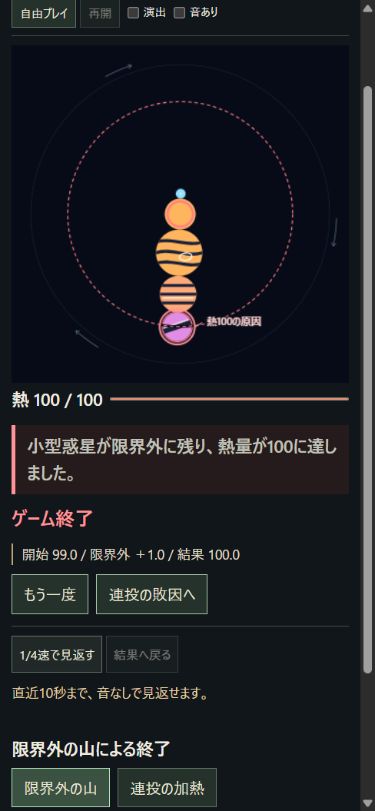 自由プレイ
再開
演出
音あり
熱100の原因
熱 100 / 100
小型惑星が限界外に残り、熱量が100に達し
ました。
ゲーム終了
開始 99.0 / 限界外 ＋1.0 / 結果 100.0
もう一度
連投の敗因へ
1/4速で見返す
結果へ戻る
直近10秒まで、音なしで見返せます。
限界外の山による終了
限界外の山
連投の加熱